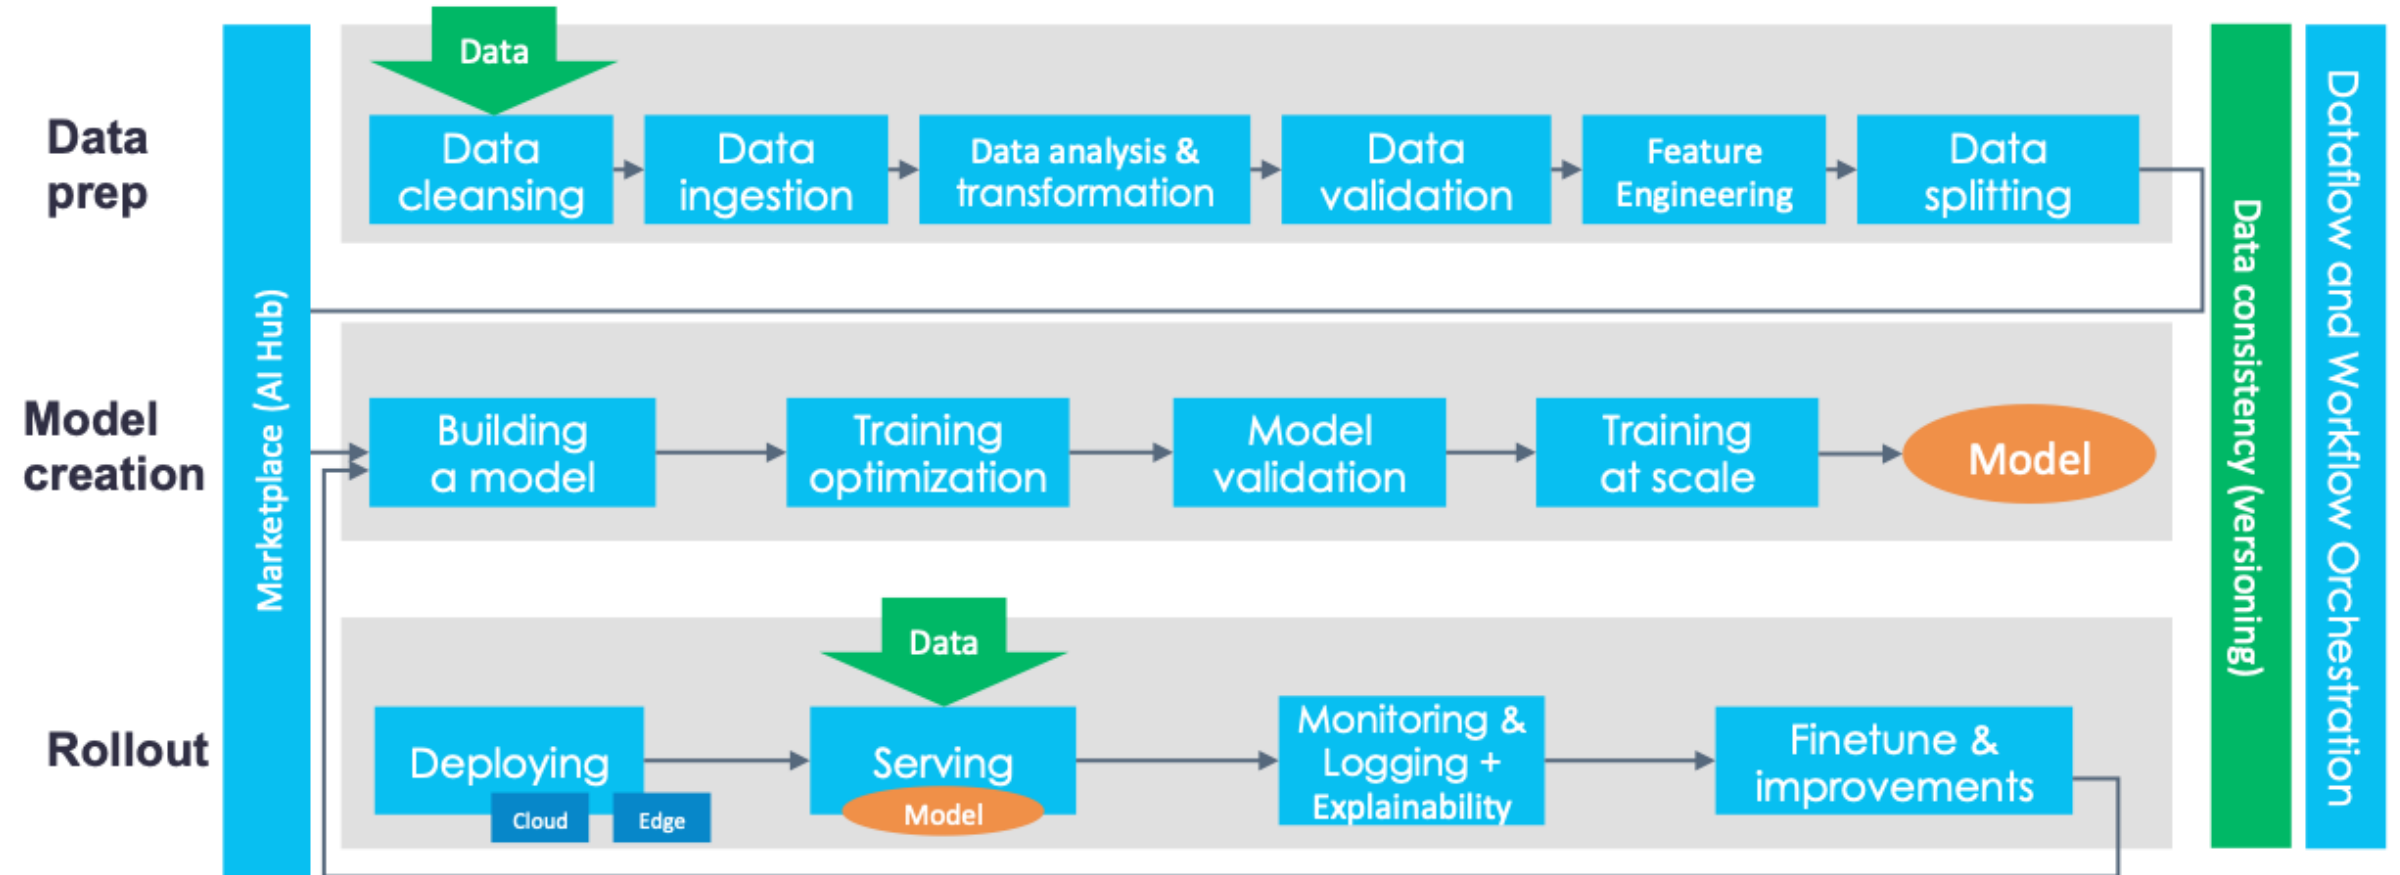 Data
prep
Data
Data
cleansing
Data
ingestion
Data analysis &
transformation
Data
validation
Feature
Engineering
Data
splitting
Marketplace (AI Hub)
Model
creation
Building
a model
Training
optimization
Model
validation
Training
at scale
Model
Rollout
Deploying
Cloud
Edge
Data
Serving
Model
Monitoring &
Logging +
Explainability
Finetune &
improvements
Data consistency (versioning)
Dataflow and Workflow Orchestration